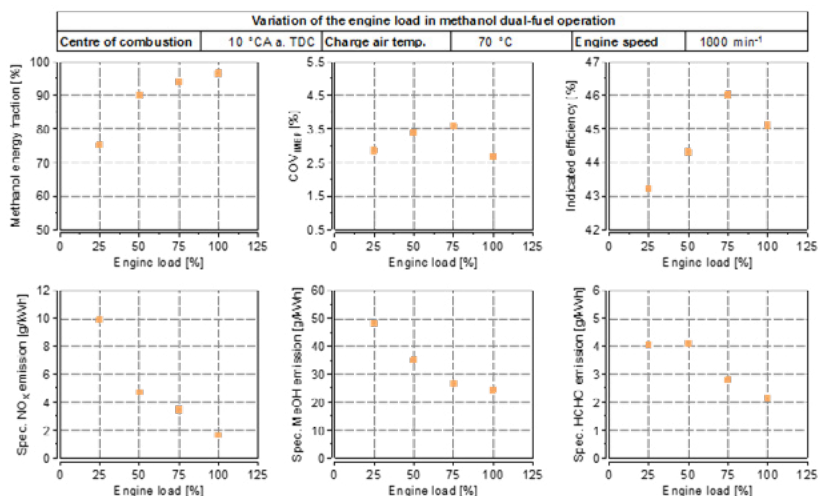 Variation of the engine load in methanol dual-fuel operation
Centre of combustion 10 °CA a. TDC Charge air temp. 70 °C Engine speed 1000 min⁻¹
Methanol energy fraction [%]
100
90
80
70
60
50
0 25 50 75 100 125
Engine load [%]
COV IMEP [%]
5.5
4.5
3.5
2.5
1.5
0.5
0 25 50 75 100 125
Engine load [%]
Indicated efficiency [%]
47
46
45
44
43
42
0 25 50 75 100 125
Engine load [%]
Spec. NOX emisson [g/kWh]
12
10
8
6
4
2
0
0 25 50 75 100 125
Engine load [%]
Spec. MeOH emission [g/kWh]
60
50
40
30
20
10
0
0 25 50 75 100 125
Engine load [%]
Spec. HCHC emission [g/kWh]
6
5
4
3
2
1
0
0 25 50 75 100 125
Engine load [%]